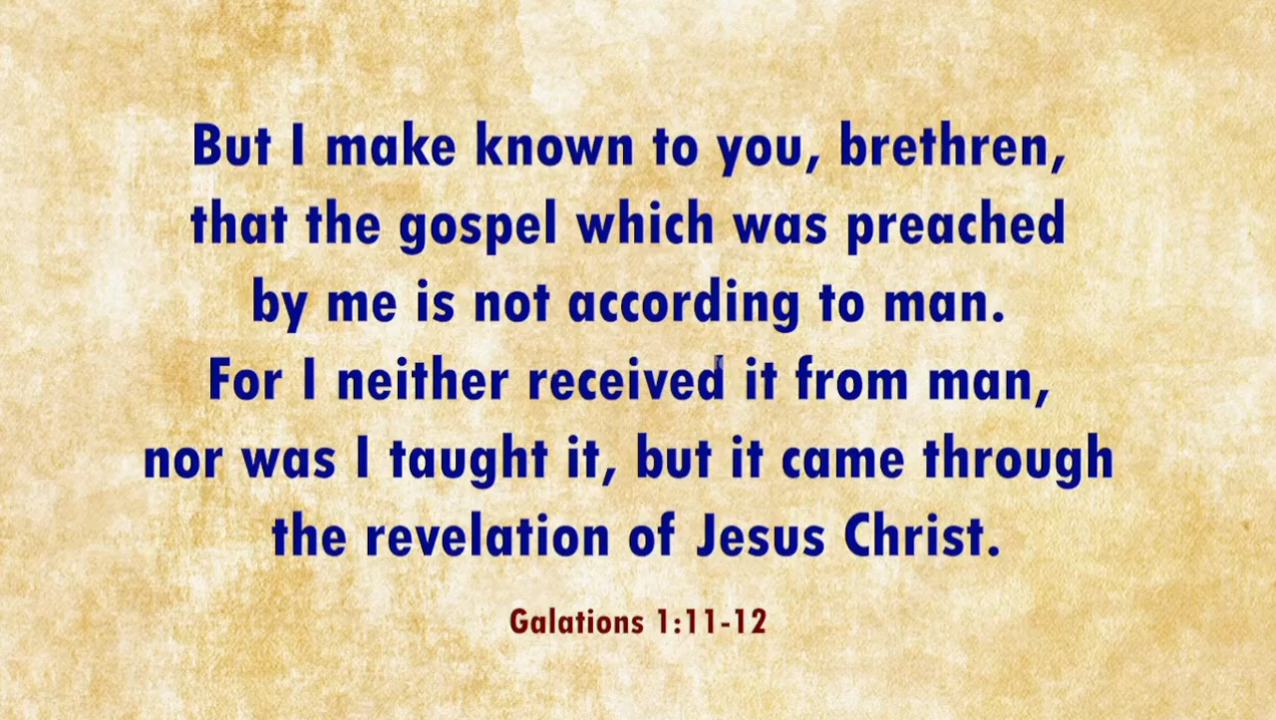 But I make known to you, brethren,
that the gospel which was preached
by me is not according to man.
For I neither received it from man,
nor was I taught it, but it came through
the revelation of Jesus Christ.
Galations 1:11-12